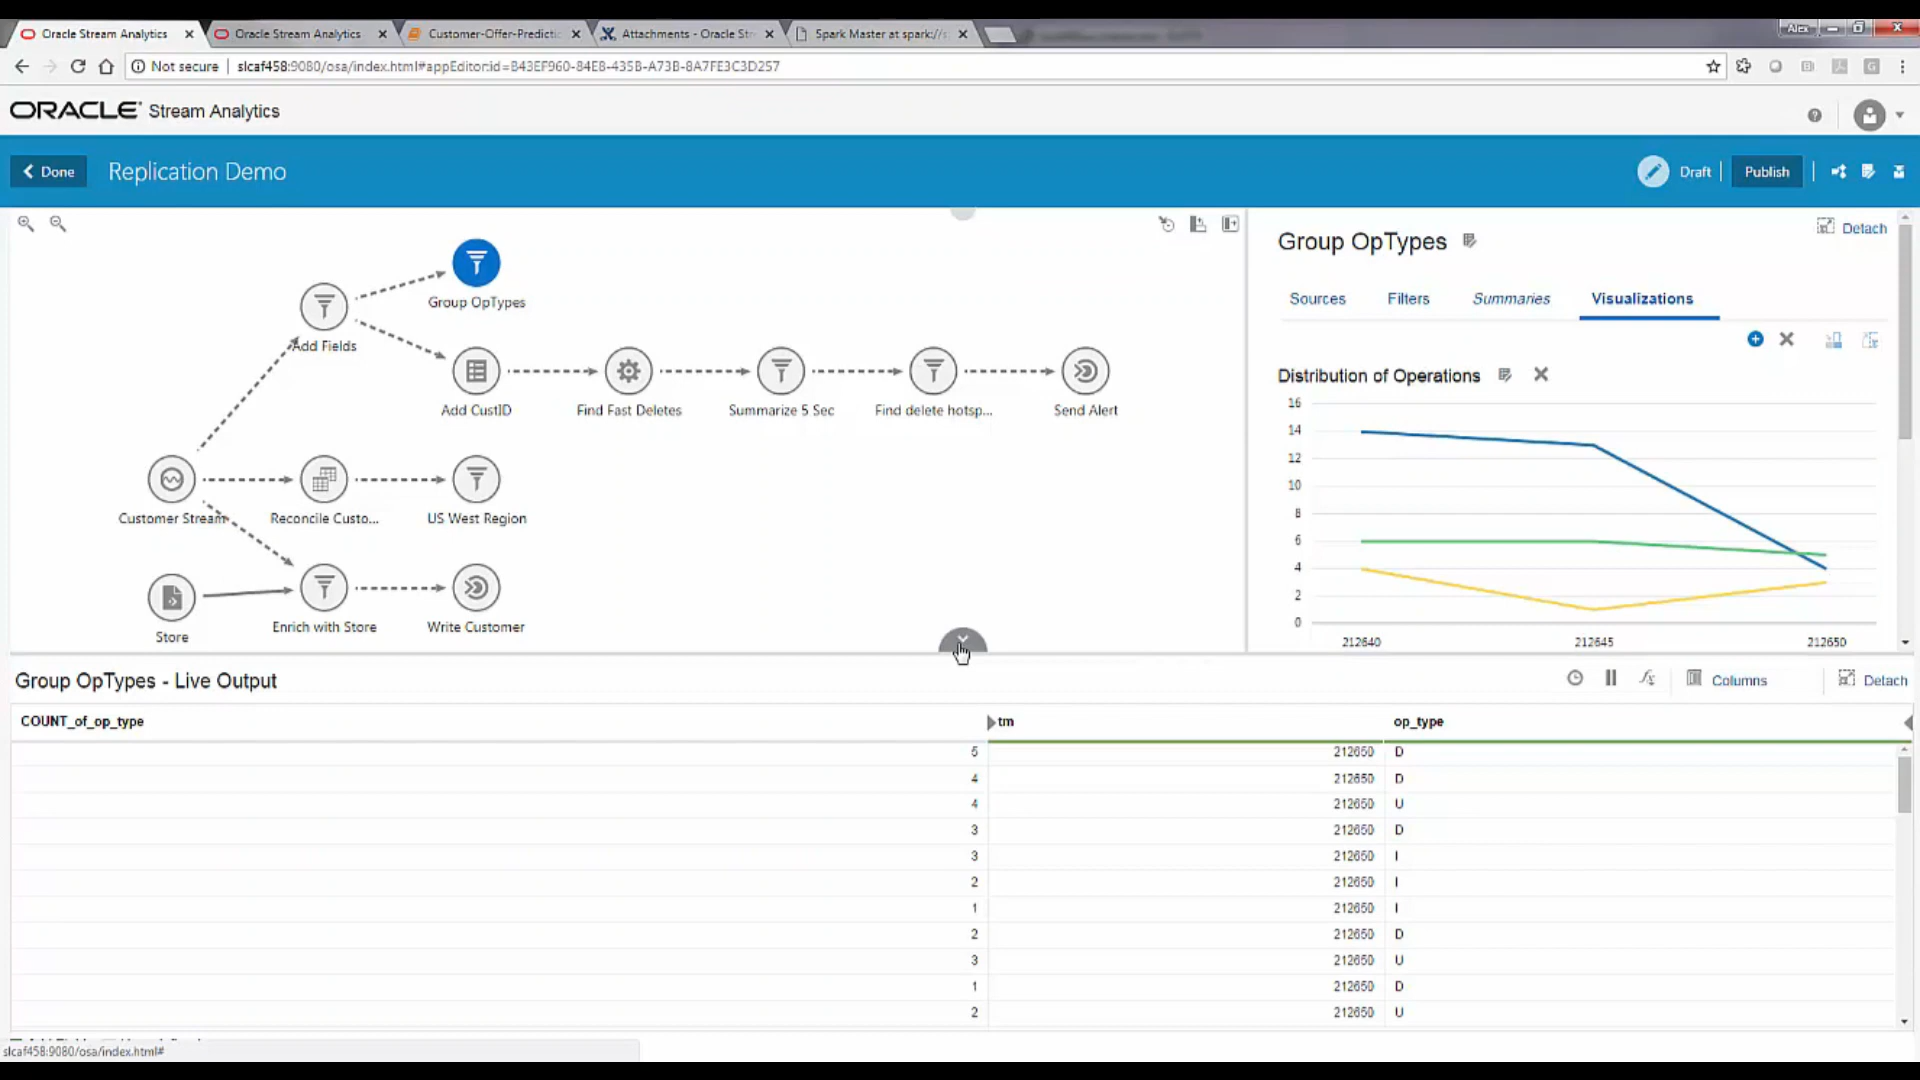 Oracle Stream Analytics
Oracle Stream Analytics
Customer-Offer-Predictic
Attachments - Oracle Str
Spark Master at spark://s
Alex
Not secure
slcaf458:9080/osa/index.html#appEditor:id=B43EF960-84EB-435B-A73B-8A7FE3C3D257
ORACLE Stream Analytics
Done
Replication Demo
Draft
Publish
Group OpTypes
Add Fields
Add CustID
Find Fast Deletes
Summarize 5 Sec
Find delete hotsp...
Send Alert
Customer Stream
Reconcile Custo...
US West Region
Store
Enrich with Store
Write Customer
Detach
Group OpTypes
Sources
Filters
Summaries
Visualizations
Distribution of Operations
16
14
12
10
8
6
4
2
0
212640
212645
212650
Group OpTypes - Live Output
Columns
Detach
COUNT_of_op_type tm op_type
5 212650 D
4 212650 D
4 212650 U
3 212650 D
3 212650 I
2 212650 I
1 212650 I
2 212650 D
3 212650 U
1 212650 D
2 212650 U
slcaf458:9080/osa/index.html#